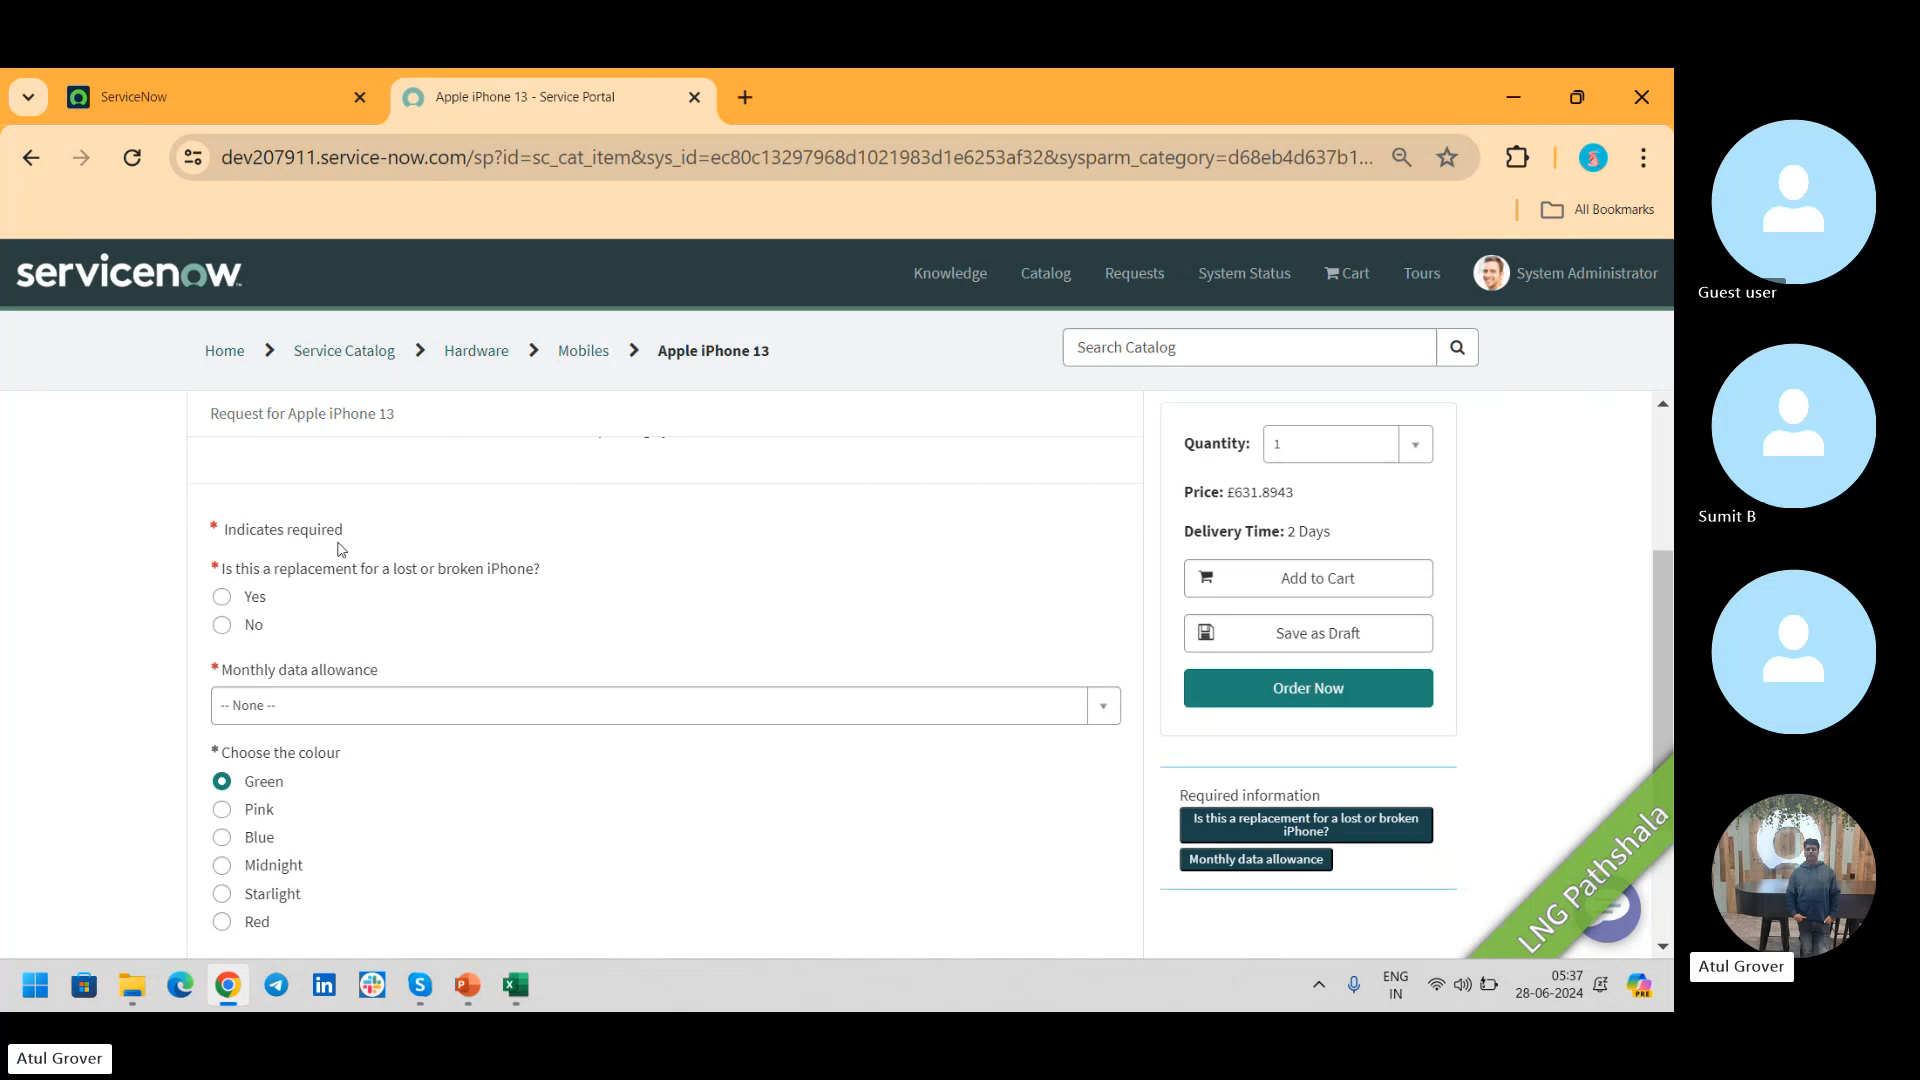 ServiceNow
Apple iPhone 13 - Service Portal
dev207911.service-now.com/sp?id=sc_cat_item&sys_id=ec80c13297968d1021983d1e6253af32&sysparm_category=d68eb4d637b1...
All Bookmarks
servicenow
Knowledge
Catalog
Requests
System Status
Cart
Tours
System Administrator
Home
Service Catalog
Hardware
Mobiles
Apple iPhone 13
Search Catalog
Request for Apple iPhone 13
* Indicates required
* Is this a replacement for a lost or broken iPhone?
Yes
No
* Monthly data allowance
-- None --
* Choose the colour
Green
Pink
Blue
Midnight
Starlight
Red
Quantity: 1
Price: £631.8943
Delivery Time: 2 Days
Add to Cart
Save as Draft
Order Now
Required information
Is this a replacement for a lost or broken
iPhone?
Monthly data allowance
LNG Pathshala
ENG
IN
05:37
28-06-2024
PRE
Guest user
Sumit B
Atul Grover
Atul Grover